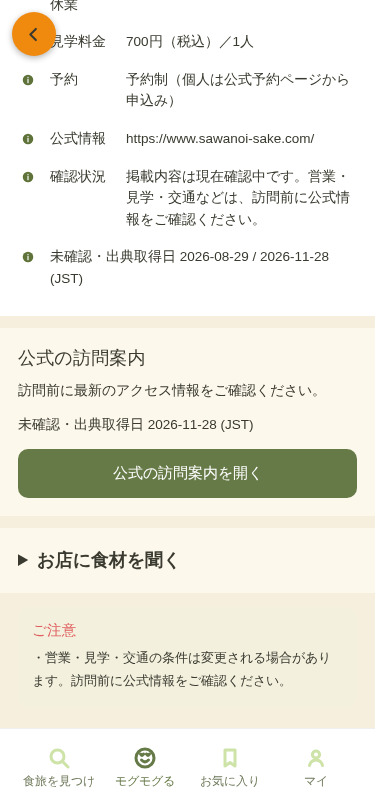 休業
見学料金 700円（税込）／1人
予約 予約制（個人は公式予約ページから
申込み）
公式情報 https://www.sawanoi-sake.com/
確認状況 掲載内容は現在確認中です。営業・
見学・交通などは、訪問前に公式情
報をご確認ください。
未確認・出典取得日 2026-08-29 / 2026-11-28
(JST)
公式の訪問案内
訪問前に最新のアクセス情報をご確認ください。
未確認・出典取得日 2026-11-28 (JST)
公式の訪問案内を開く
お店に食材を聞く
ご注意
・営業・見学・交通の条件は変更される場合があり
ます。訪問前に公式情報をご確認ください。
食旅を見つけ モグモグる お気に入り マイ